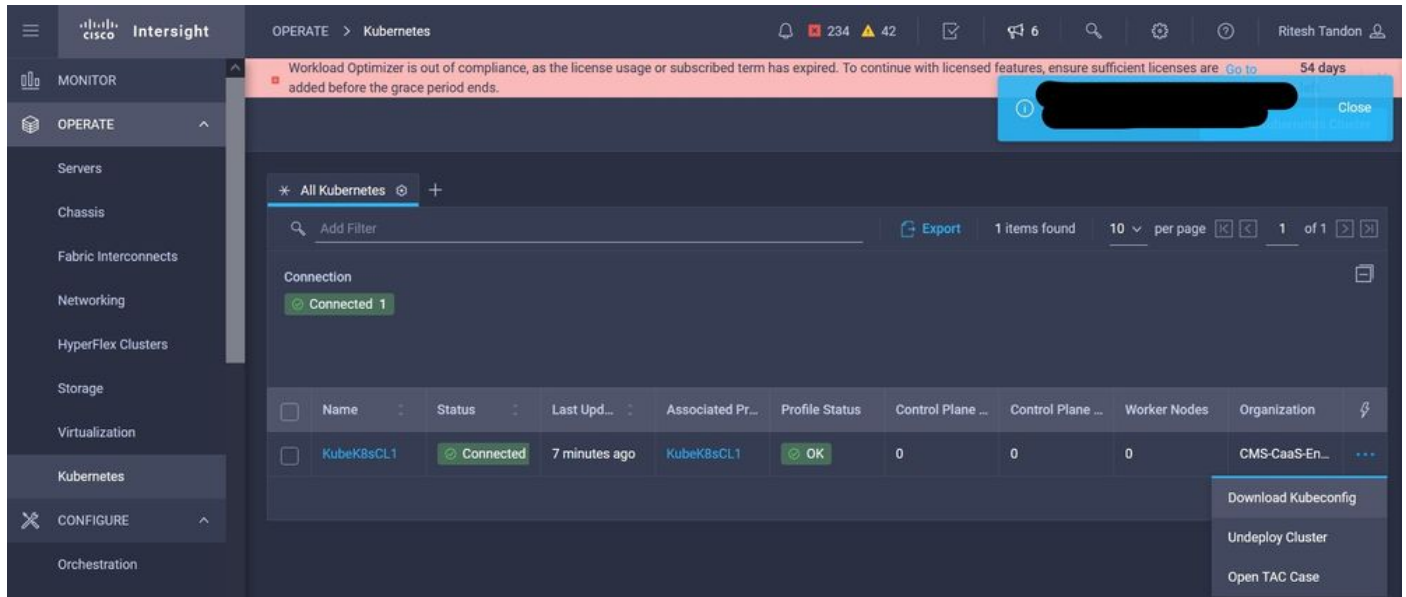 cisco Intersight
OPERATE > Kubernetes
234 42
6
Ritesh Tandon
MONITOR
OPERATE
Servers
Chassis
Fabric Interconnects
Networking
HyperFlex Clusters
Storage
Virtualization
Kubernetes
CONFIGURE
Orchestration
Workload Optimizer is out of compliance, as the license usage or subscribed term has expired. To continue with licensed features, ensure sufficient licenses are Go to 54 days
added before the grace period ends.
Close
All Kubernetes
Add Filter Export 1 items found 10 per page 1 of 1
Connection
Connected 1
Name Status Last Upd... Associated Pr... Profile Status Control Plane ... Control Plane ... Worker Nodes Organization
KubeK8sCL1 Connected 7 minutes ago KubeK8sCL1 OK 0 0 0 CMS-CaaS-En... ...
Download Kubeconfig
Undeploy Cluster
Open TAC Case